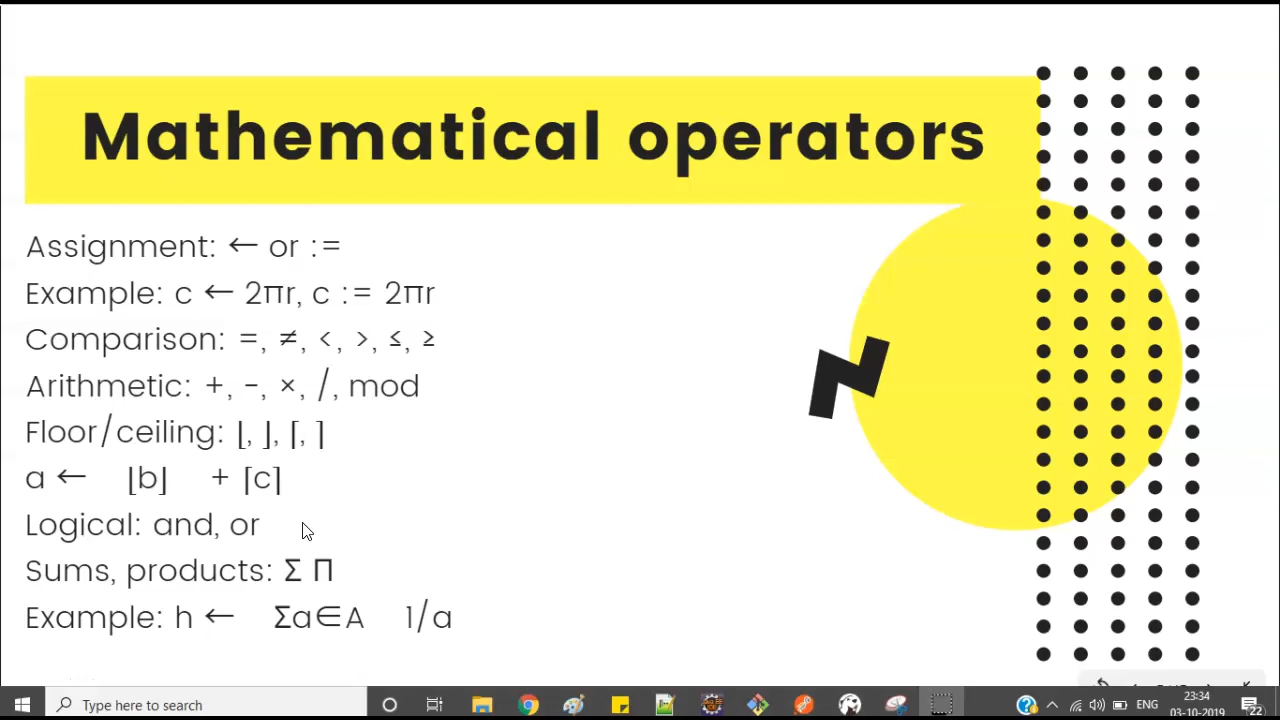 Mathematical operators
Assignment: ← or :=
Example: c ← 2πr, c := 2πr
Comparison: =, ≠, <, >, ≤, ≥
Arithmetic: +, -, ×, /, mod
Floor/ceiling: ⌊, ⌋, ⌈, ⌉
a ← ⌊b⌋ + ⌈c⌉
Logical: and, or
Sums, products: Σ Π
Example: h ← Σa∈A 1/a
Type here to search
ENG
23:34
03-10-2019
22